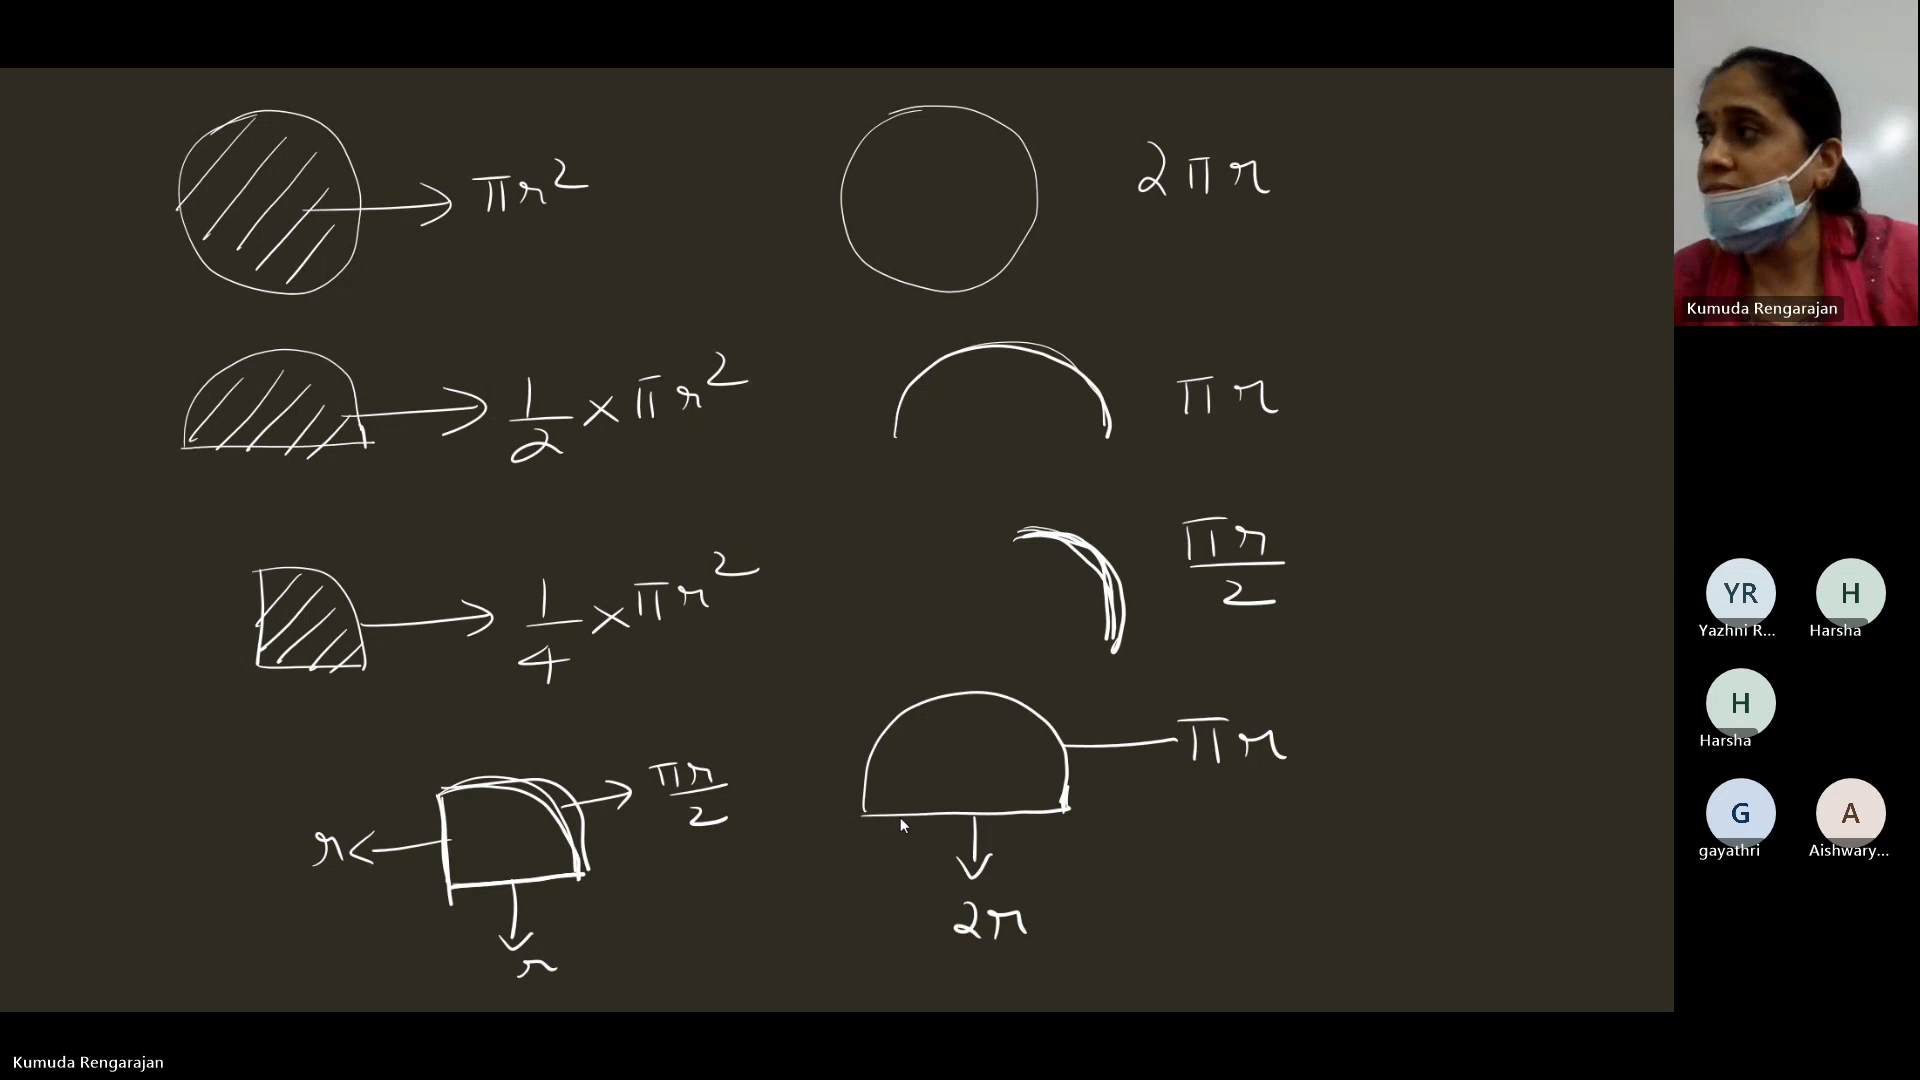 πr²
2πr
1/2 × πr²
πr
1/4 × πr²
πr/2
πr/2
r
r
πr
2r
Kumuda Rengarajan
YR
Yazhni R...
H
Harsha
H
Harsha
G
gayathri
A
Aishwary...
Kumuda Rengarajan